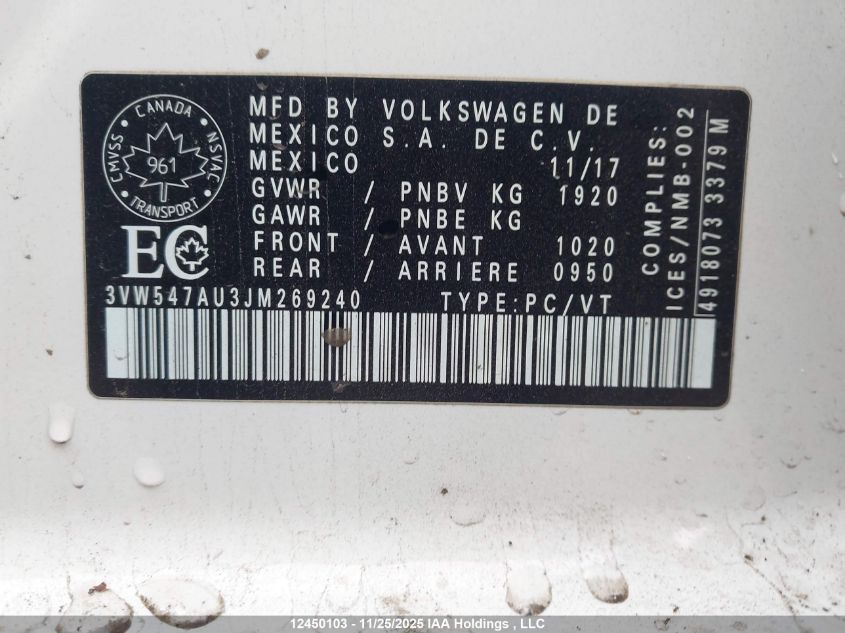 CANADA
CMVSS
NSVAC
961
TRANSPORT
EC
MFD BY VOLKSWAGEN DE
MEXICO S.A. DE C.V.
MEXICO 11/17
GVWR / PNBV KG 1920
GAWR / PNBE KG
FRONT / AVANT 1020
REAR / ARRIERE 0950
3VW547AU3JM269240 TYPE:PC/VT
COMPLIES:
ICES/NMB-002
4918073 3379 M
12450103 - 11/25/2025 IAA Holdings , LLC